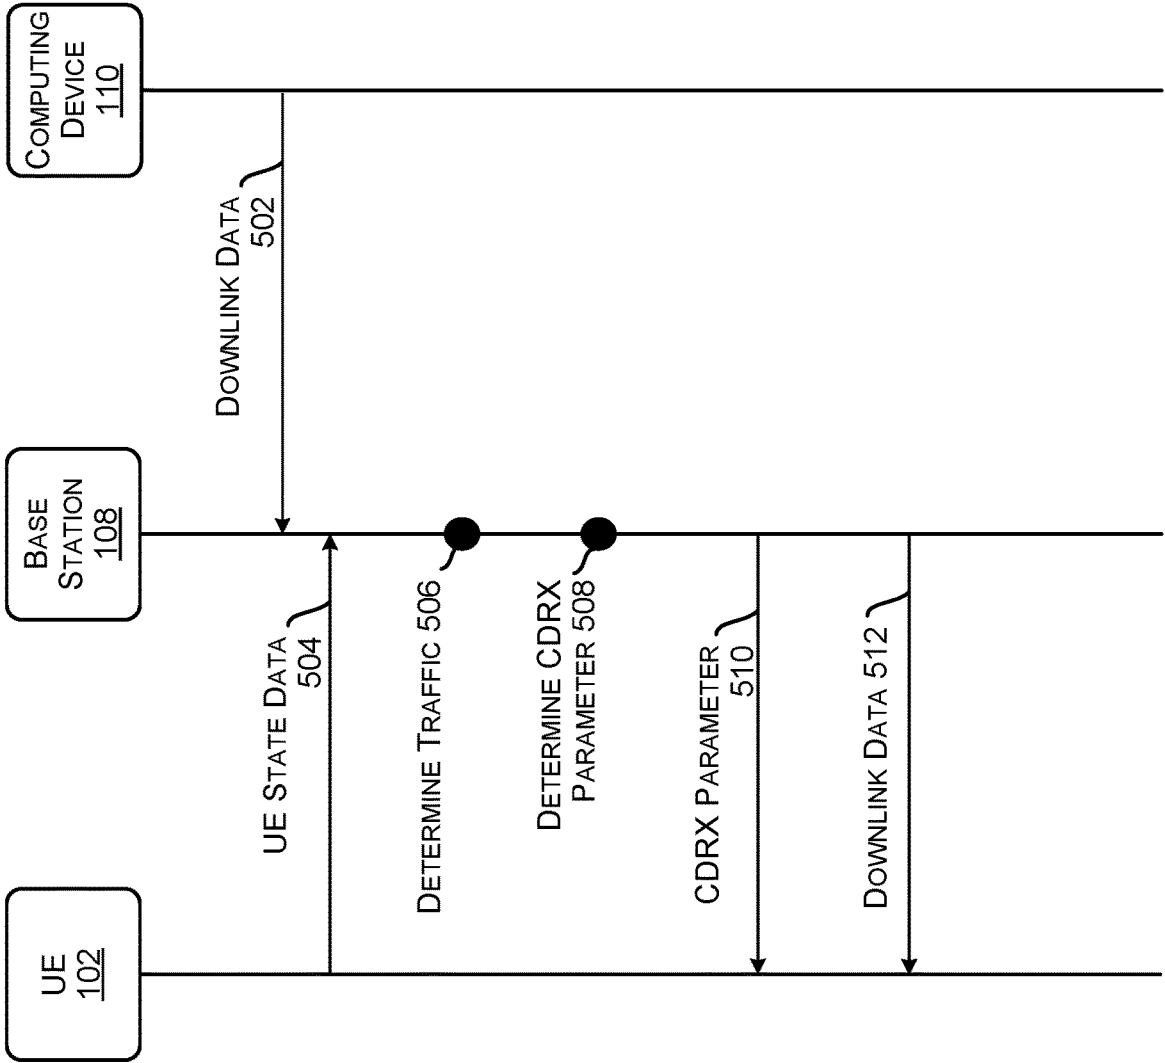 UE
102
BASE
STATION
108
COMPUTING
DEVICE
110
DOWNLINK DATA
502
UE STATE DATA
504
DETERMINE TRAFFIC 506
DETERMINE CDRX
PARAMETER 508
CDRX PARAMETER
510
DOWNLINK DATA 512